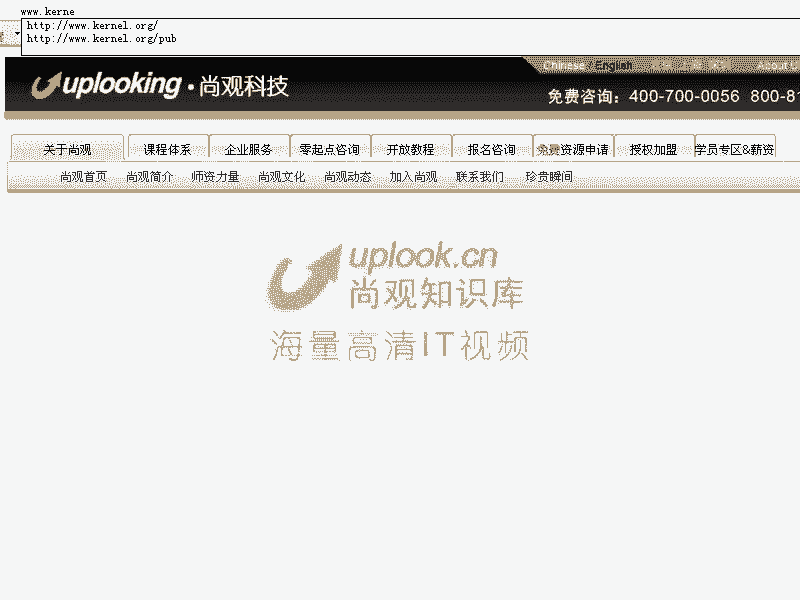 www.kerne
http://www.kernel.org/
http://www.kernel.org/pub
Chinese / English
About U
uplooking · 尚观科技
免费咨询：400-700-0056 800-81
关于尚观 课程体系 企业服务 零起点咨询 开放教程 报名咨询 免费资源申请 授权加盟 学员专区&薪资
尚观首页 尚观简介 师资力量 尚观文化 尚观动态 加入尚观 联系我们 珍贵瞬间
uplook.cn
尚观知识库
海量高清IT视频